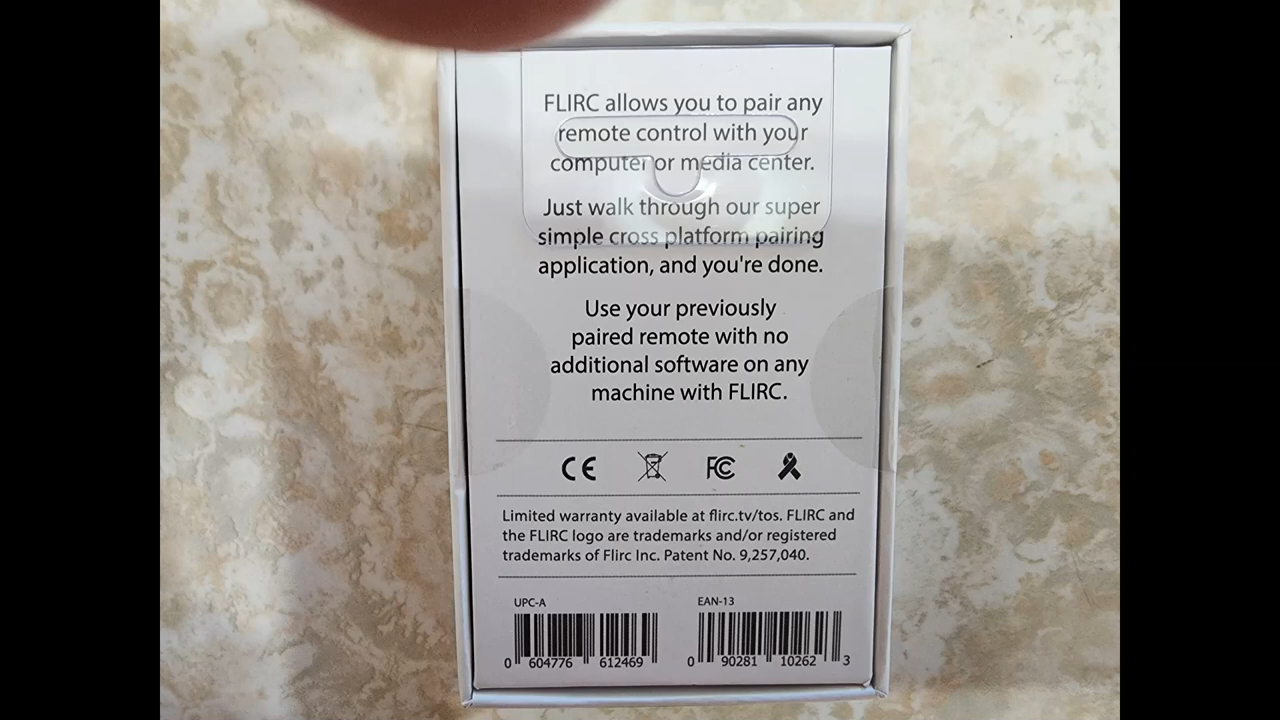 FLIRC allows you to pair any
remote control with your
computer or media center.
Just walk through our super
simple cross platform pairing
application, and you're done.
Use your previously
paired remote with no
additional software on any
machine with FLIRC.
CE FC
Limited warranty available at flirc.tv/tos. FLIRC and
the FLIRC logo are trademarks and/or registered
trademarks of Flirc Inc. Patent No. 9,257,040.
UPC-A EAN-13
0 604776 612469 0 90281 10262 3